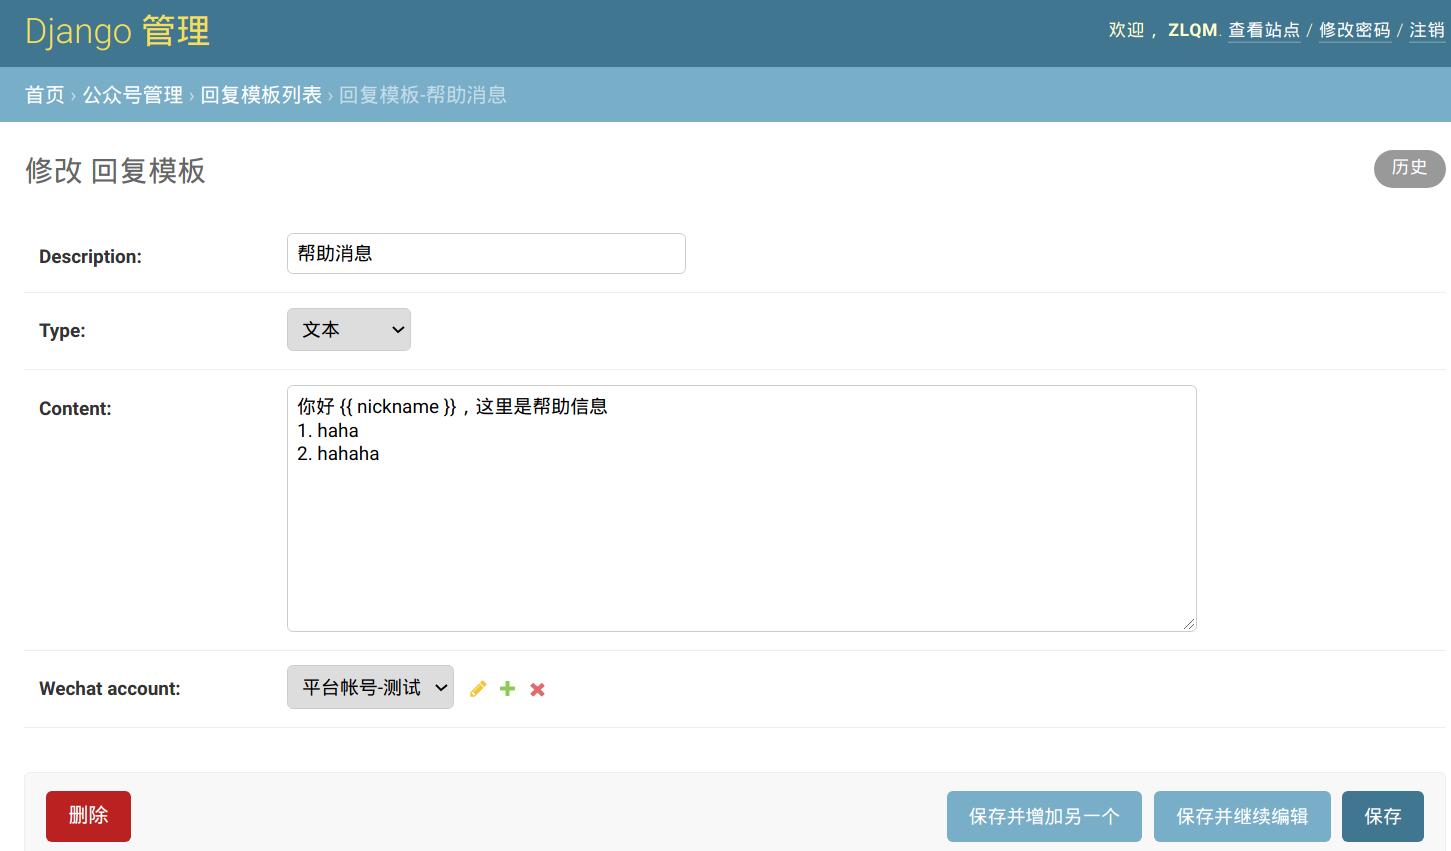 Django 管理
欢迎， ZLQM. 查看站点 / 修改密码 / 注销
首页 › 公众号管理 › 回复模板列表 › 回复模板-帮助消息
修改 回复模板
历史
Description:
帮助消息
Type:
文本
Content:
你好 {{ nickname }}，这里是帮助信息
1. haha
2. hahaha
Wechat account:
平台帐号-测试
删除
保存并增加另一个
保存并继续编辑
保存